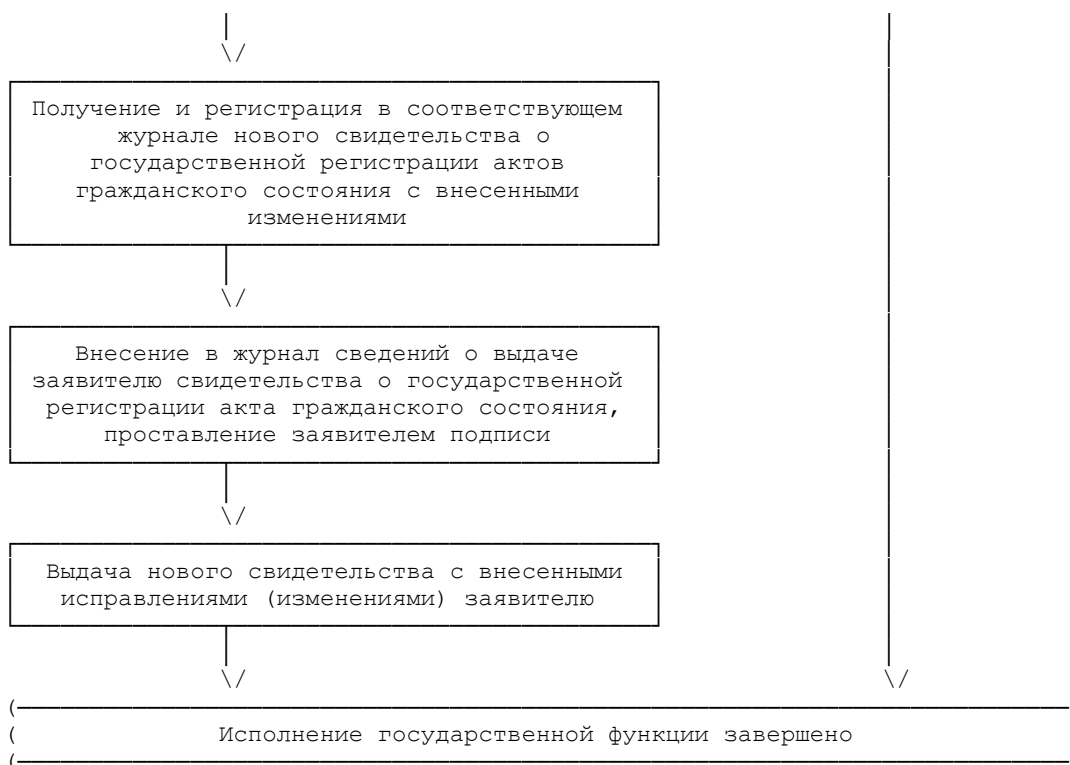 Получение и регистрация в соответствующем
журнале нового свидетельства о
государственной регистрации актов
гражданского состояния с внесенными
изменениями
Внесение в журнал сведений о выдаче
заявителю свидетельства о государственной
регистрации акта гражданского состояния,
проставление заявителем подписи
Выдача нового свидетельства с внесенными
исправлениями (изменениями) заявителю
Исполнение государственной функции завершено